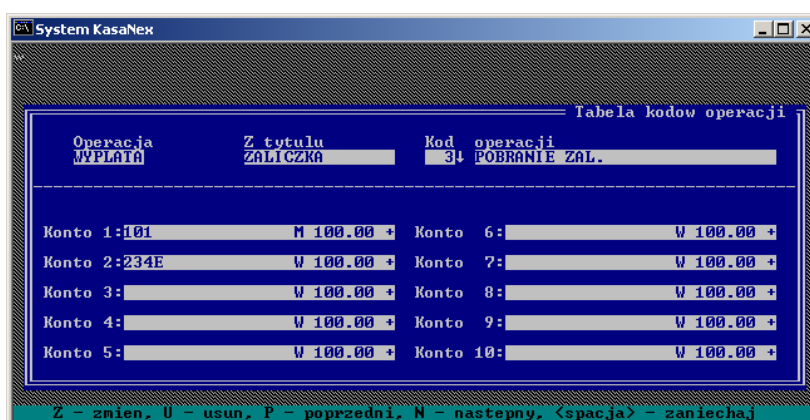 System KasaNex
Tabela kodow operacji
Operacja Z tytulu Kod operacji
WYPLATA ZALICZKA 3↓ POBRANIE ZAL.
Konto 1:101 M 100.00 + Konto 6: W 100.00 +
Konto 2:234E W 100.00 + Konto 7: W 100.00 +
Konto 3: W 100.00 + Konto 8: W 100.00 +
Konto 4: W 100.00 + Konto 9: W 100.00 +
Konto 5: W 100.00 + Konto 10: W 100.00 +
Z - zmien, U - usun, P - poprzedni, N - nastepny, <spacja> - zaniechaj